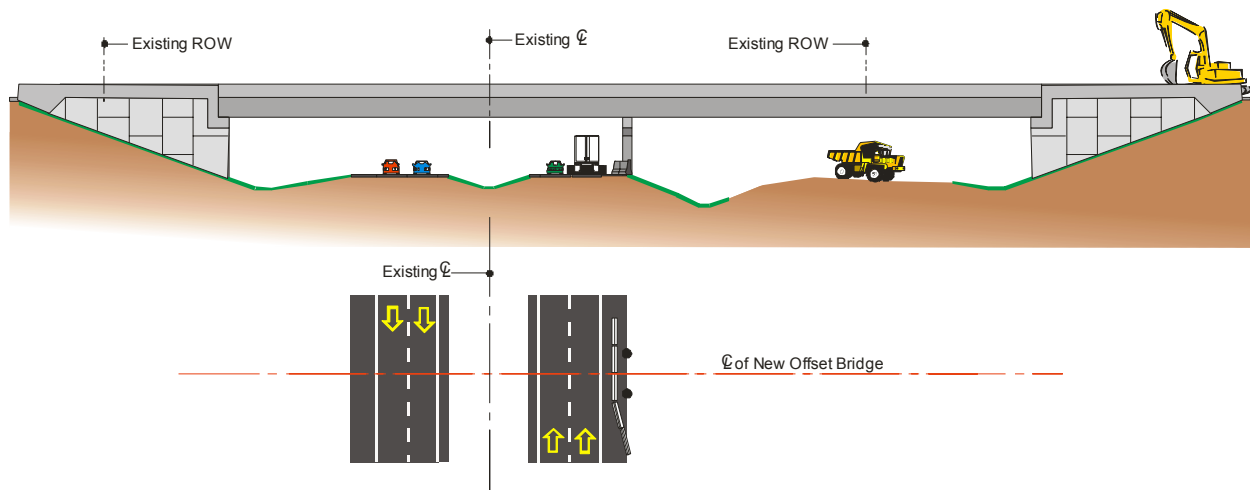 Existing ROW
Existing ℄
Existing ROW
Existing ℄
℄ of New Offset Bridge